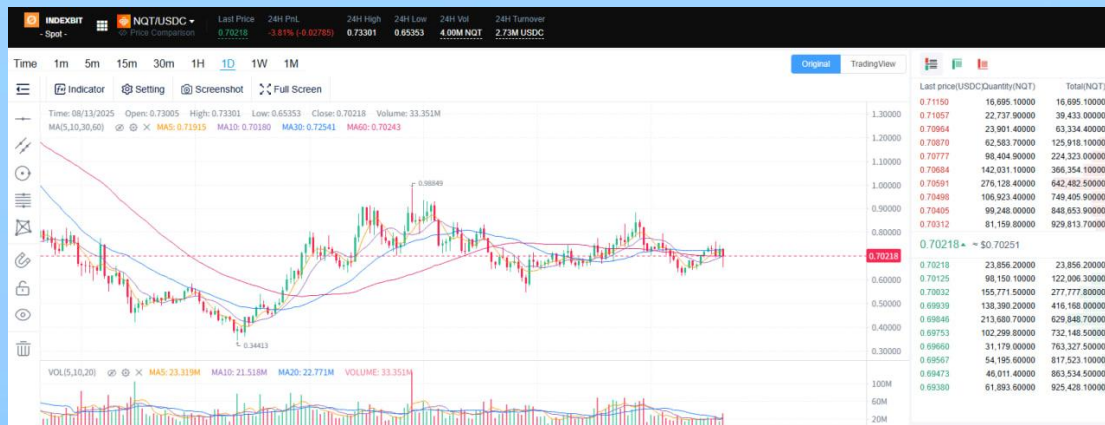 INDEXBIT
- Spot -
NQT/USDC
Price Comparison
Last Price
0.70218
24H PnL
-3.81% (-0.02785)
24H High
0.73301
24H Low
0.65353
24H Vol
4.00M NQT
24H Turnover
2.73M USDC
Time 1m 5m 15m 30m 1H 1D 1W 1M
Original TradingView
Indicator Setting Screenshot Full Screen
Time: 08/13/2025 Open: 0.73005 High: 0.73301 Low: 0.65353 Close: 0.70218 Volume: 33.351M
MA(5,10,30,60) MA5: 0.71915 MA10: 0.70180 MA30: 0.72541 MA60: 0.70243
0.98849
0.34413
1.30000
1.20000
1.10000
1.00000
0.90000
0.80000
0.70218
0.60000
0.50000
0.40000
0.30000
VOL(5,10,20) MA5: 23.319M MA10: 21.518M MA20: 22.771M VOLUME: 33.351M
100M
60M
20M
Last price(USDC) Quantity(NQT) Total(NQT)
0.71150 16,695.10000 16,695.10000
0.71057 22,737.90000 39,433.00000
0.70964 23,901.40000 63,334.40000
0.70870 62,583.70000 125,918.10000
0.70777 98,404.90000 224,323.00000
0.70684 142,031.10000 366,354.10000
0.70591 276,128.40000 642,482.50000
0.70498 106,923.40000 749,405.90000
0.70405 99,248.00000 848,653.90000
0.70312 81,159.80000 929,813.70000
0.70218 ≈ $0.70251
0.70218 23,856.20000 23,856.20000
0.70125 98,150.10000 122,006.30000
0.70032 155,771.50000 277,777.80000
0.69939 138,390.20000 416,168.00000
0.69846 213,680.70000 629,848.70000
0.69753 102,299.80000 732,148.50000
0.69660 31,179.00000 763,327.50000
0.69567 54,195.60000 817,523.10000
0.69473 46,011.40000 863,534.50000
0.69380 61,893.60000 925,428.10000